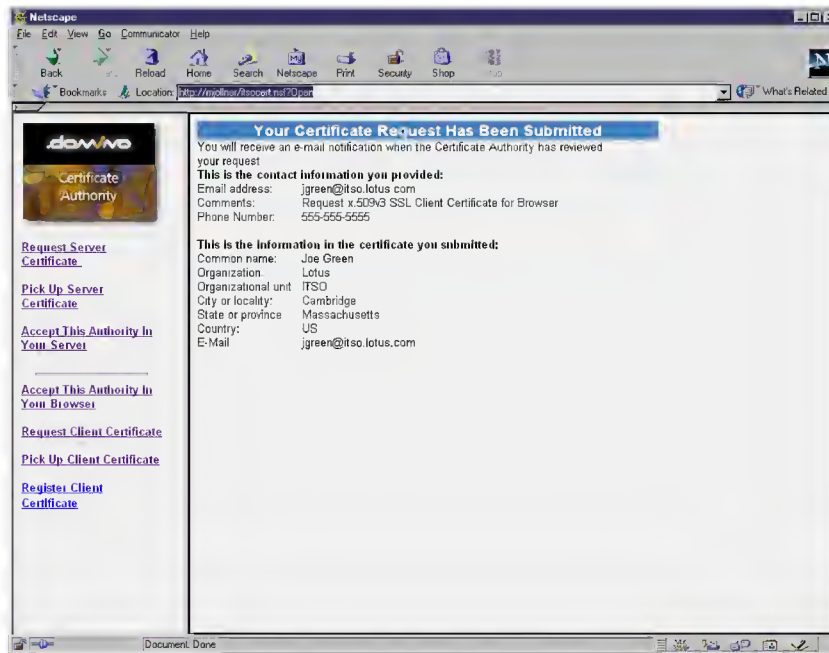 Netscape
File Edit View Go Communicator Help
Back Reload Home Search Netscape Print Security Shop
Bookmarks Location: http://mjollner/itsocert.nsf?Open What's Related
domino
Certificate
Authority
Request Server
Certificate
Pick Up Server
Certificate
Accept This Authority In
Your Server
Accept This Authority In
Your Browser
Request Client Certificate
Pick Up Client Certificate
Register Client
Certificate
Your Certificate Request Has Been Submitted
You will receive an e-mail notification when the Certificate Authority has reviewed
your request
This is the contact information you provided:
Email address: jgreen@itso.lotus.com
Comments: Request x.509v3 SSL Client Certificate for Browser
Phone Number: 555-555-5555
This is the information in the certificate you submitted:
Common name: Joe Green
Organization: Lotus
Organizational unit ITSO
City or locality: Cambridge
State or province Massachusetts
Country: US
E-Mail jgreen@itso.lotus.com
Document: Done